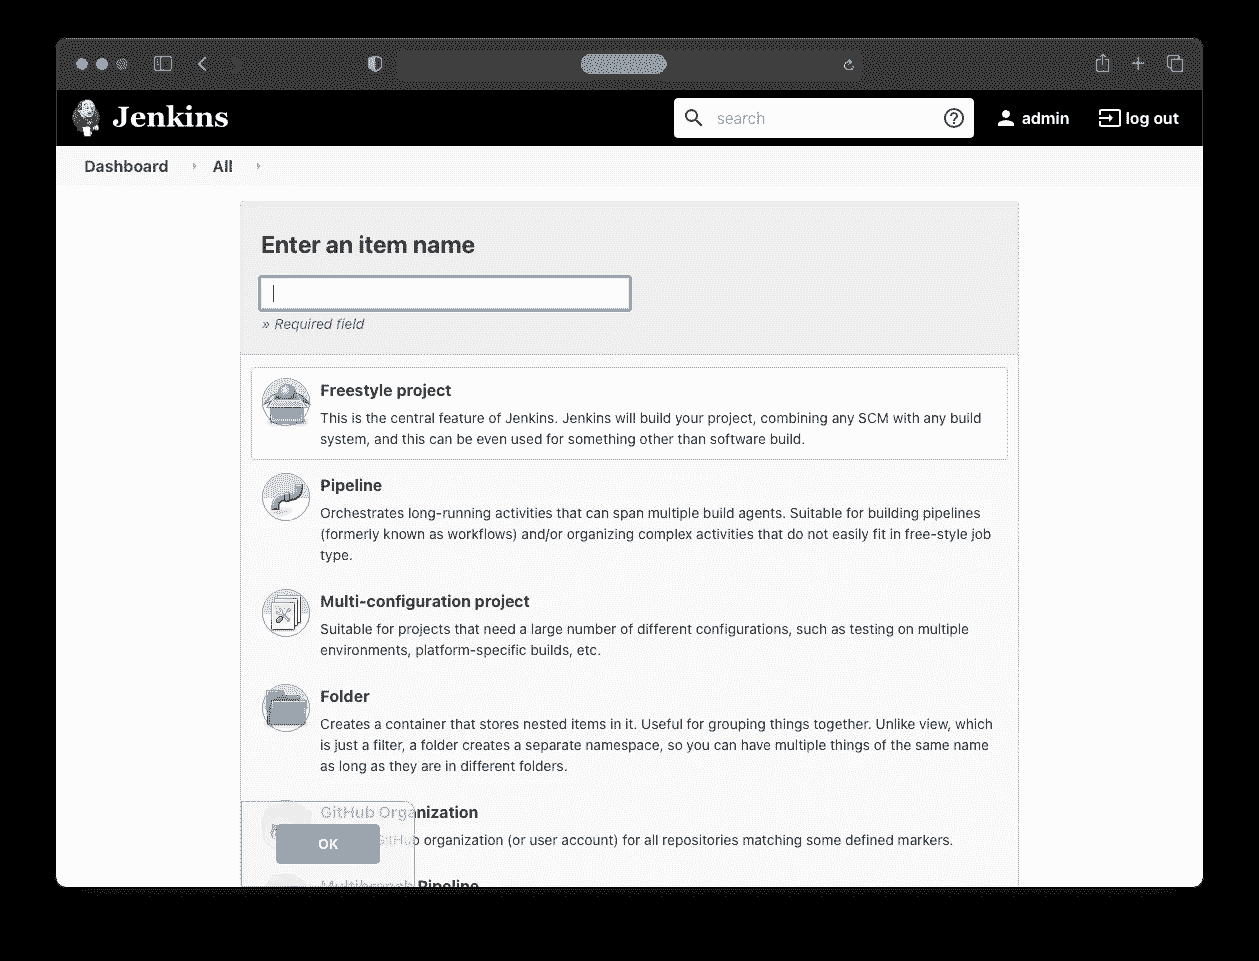 Jenkins
search
admin
log out
Dashboard
All
Enter an item name
» Required field
Freestyle project
This is the central feature of Jenkins. Jenkins will build your project, combining any SCM with any build
system, and this can be even used for something other than software build.
Pipeline
Orchestrates long-running activities that can span multiple build agents. Suitable for building pipelines
(formerly known as workflows) and/or organizing complex activities that do not easily fit in free-style job
type.
Multi-configuration project
Suitable for projects that need a large number of different configurations, such as testing on multiple
environments, platform-specific builds, etc.
Folder
Creates a container that stores nested items in it. Useful for grouping things together. Unlike view, which
is just a filter, a folder creates a separate namespace, so you can have multiple things of the same name
as long as they are in different folders.
GitHub Organization
GitHub organization (or user account) for all repositories matching some defined markers.
OK
Multibranch Pipeline